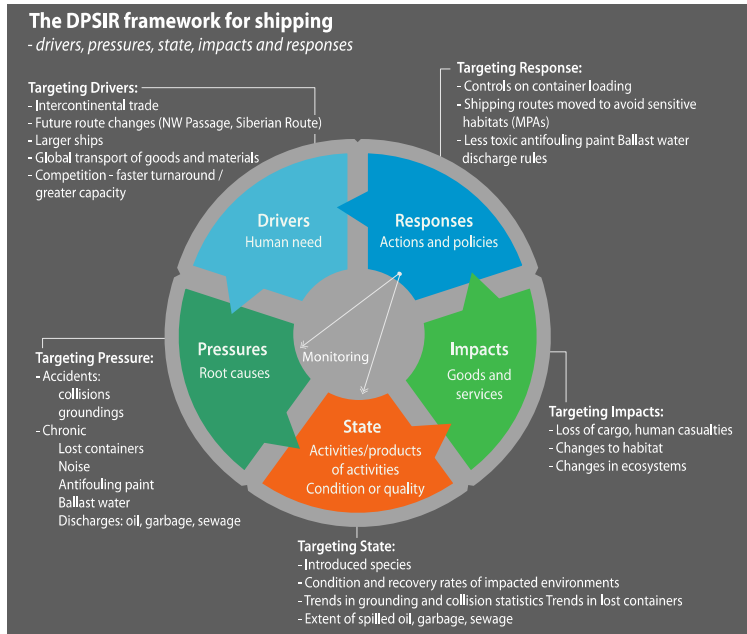 The DPSIR framework for shipping
- drivers, pressures, state, impacts and responses
Targeting Drivers:
- Intercontinental trade
- Future route changes (NW Passage, Siberian Route)
- Larger ships
- Global transport of goods and materials
- Competition - faster turnaround /
greater capacity
Targeting Response:
- Controls on container loading
- Shipping routes moved to avoid sensitive
habitats (MPAs)
- Less toxic antifouling paint Ballast water
discharge rules
Drivers
Human need
Responses
Actions and policies
Pressures
Root causes
Monitoring
Impacts
Goods and
services
State
Activities/products
of activities
Condition or quality
Targeting Pressure:
- Accidents:
collisions
groundings
- Chronic
Lost containers
Noise
Antifouling paint
Ballast water
Discharges: oil, garbage, sewage
Targeting Impacts:
- Loss of cargo, human casualties
- Changes to habitat
- Changes in ecosystems
Targeting State:
- Introduced species
- Condition and recovery rates of impacted environments
- Trends in grounding and collision statistics Trends in lost containers
- Extent of spilled oil, garbage, sewage